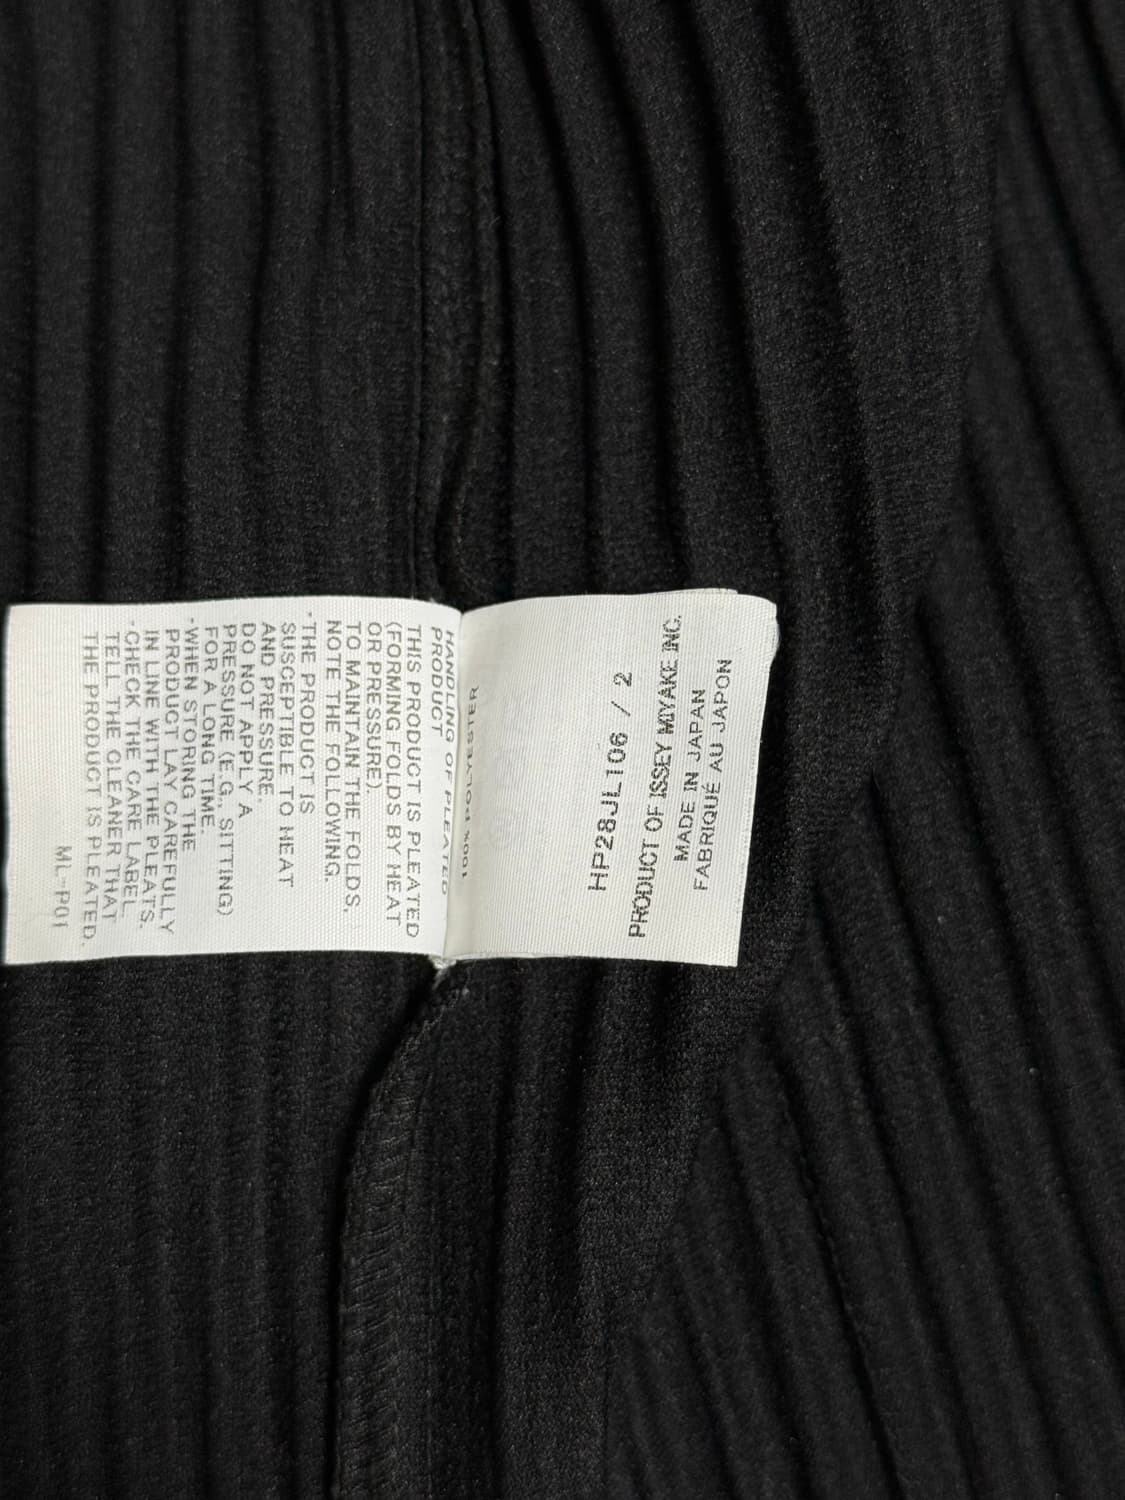 100% POLYESTER
HP28JL106 / 2
PRODUCT OF ISSEY MIYAKE INC.
MADE IN JAPAN
FABRIQUÉ AU JAPON
HANDLING OF PLEATED
PRODUCT
THIS PRODUCT IS PLEATED
(FORMING FOLDS BY HEAT
OR PRESSURE).
TO MAINTAIN THE FOLDS,
NOTE THE FOLLOWING.
·THE PRODUCT IS
SUSCEPTIBLE TO HEAT
AND PRESSURE.
DO NOT APPLY A
PRESSURE (E.G., SITTING)
FOR A LONG TIME.
·WHEN STORING THE
PRODUCT LAY CAREFULLY
IN LINE WITH THE PLEATS.
·CHECK THE CARE LABEL.
TELL THE CLEANER THAT
THE PRODUCT IS PLEATED.
ML-P01